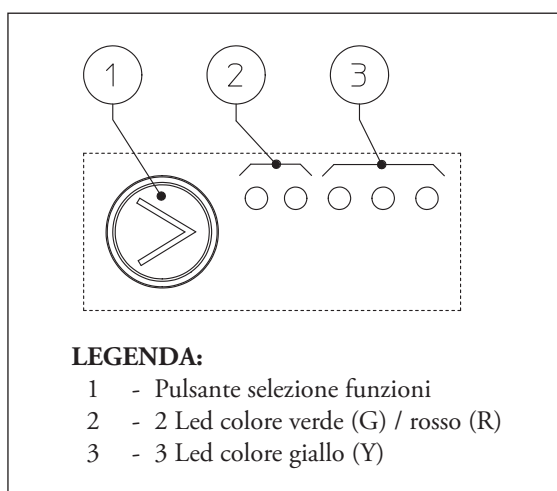 1 2 3
LEGENDA:
1 - Pulsante selezione funzioni
2 - 2 Led colore verde (G) / rosso (R)
3 - 3 Led colore giallo (Y)